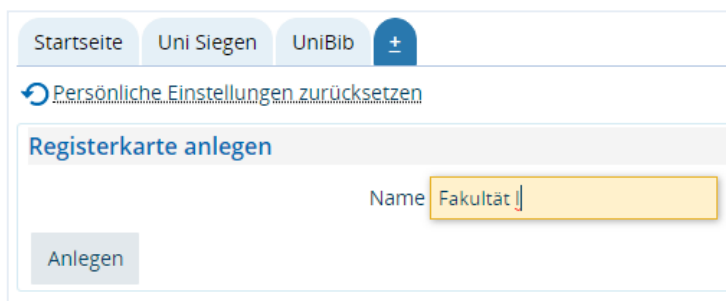 Startseite Uni Siegen UniBib ±
Persönliche Einstellungen zurücksetzen
Registerkarte anlegen
Name Fakultät I
Anlegen